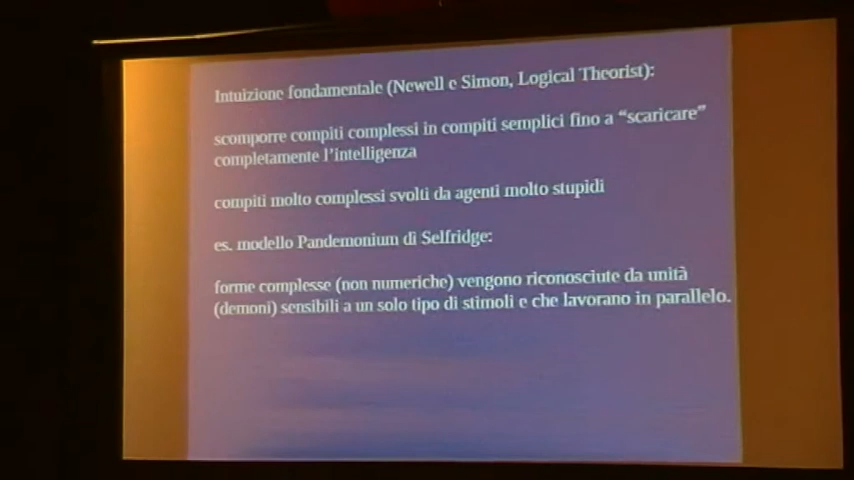 Intuizione fondamentale (Newell e Simon, Logical Theorist):
scomporre compiti complessi in compiti semplici fino a “scaricare”
completamente l’intelligenza
compiti molto complessi svolti da agenti molto stupidi
es. modello Pandemonium di Selfridge:
forme complesse (non numeriche) vengono riconosciute da unità
(demoni) sensibili a un solo tipo di stimoli e che lavorano in parallelo.